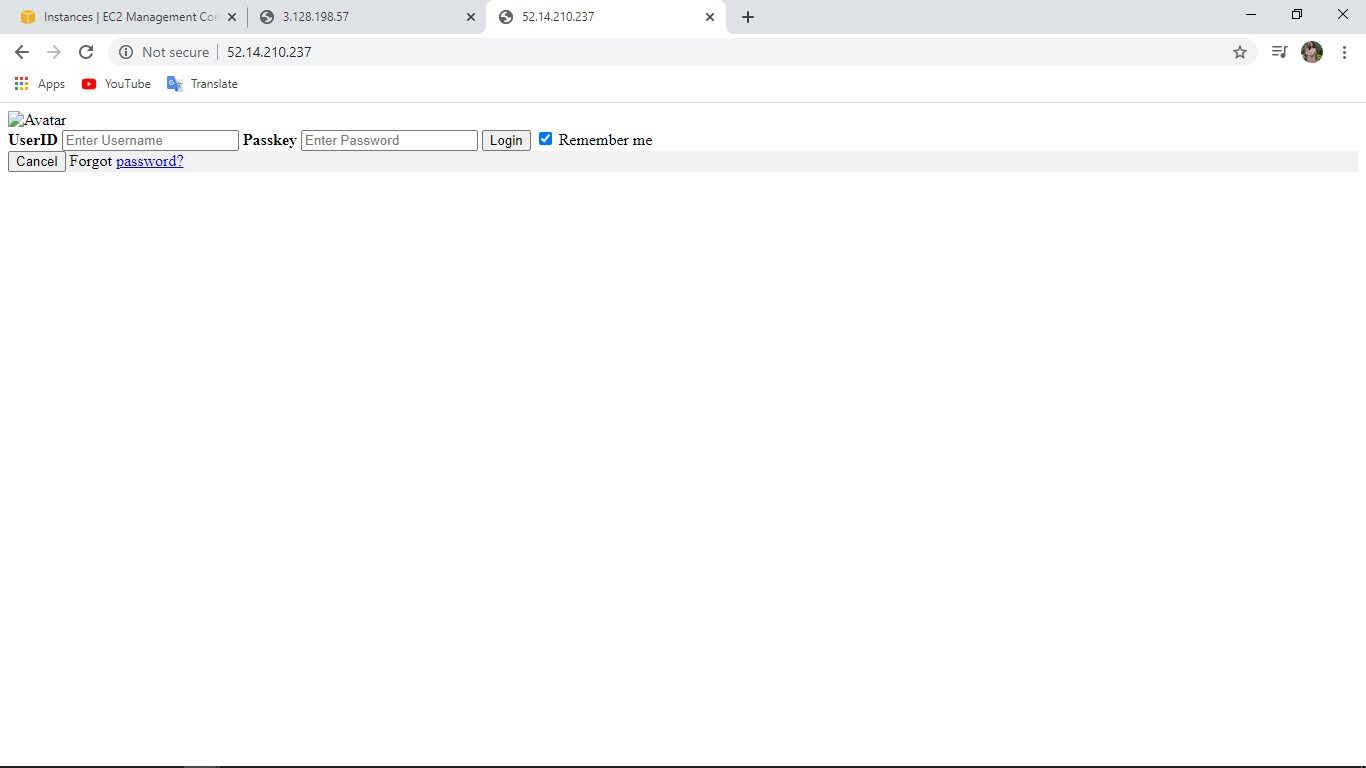 Instances | EC2 Management Con
3.128.198.57
52.14.210.237
Not secure
52.14.210.237
Apps
YouTube
Translate
Avatar
UserID Enter Username Passkey Enter Password Login Remember me
Cancel Forgot password?